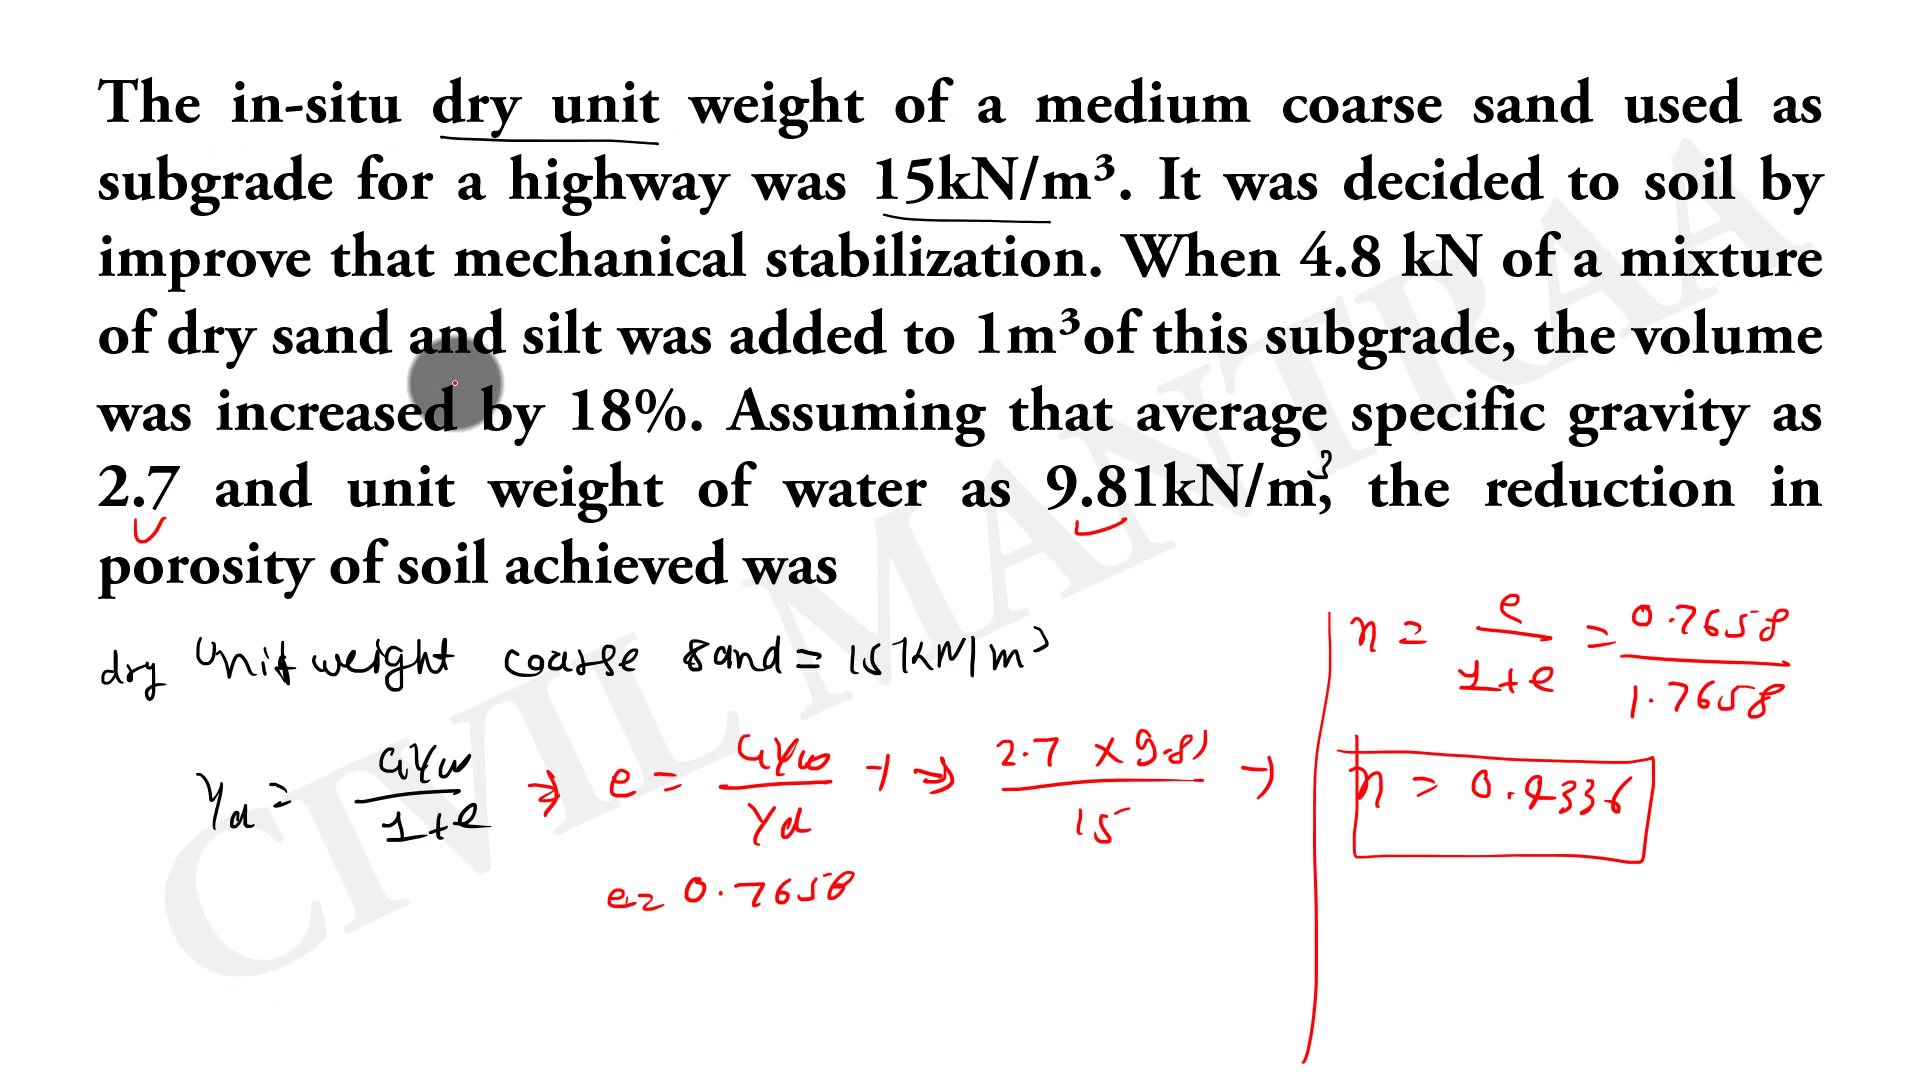 The in-situ dry unit weight of a medium coarse sand used as
subgrade for a highway was 15kN/m³. It was decided to soil by
improve that mechanical stabilization. When 4.8 kN of a mixture
of dry sand and silt was added to 1m³of this subgrade, the volume
was increased by 18%. Assuming that average specific gravity as
2.7 and unit weight of water as 9.81kN/m³, the reduction in
porosity of soil achieved was
dry unit weight coarse sand = 15 kN/m³
γd = Gγw / 1+e ⇒ e = Gγw / γd - 1 ⇒ 2.7 × 9.81 / 15 - 1
e = 0.7658
n = e / 1+e = 0.7658 / 1.7658
n = 0.4336
CIVIL MANTRAA